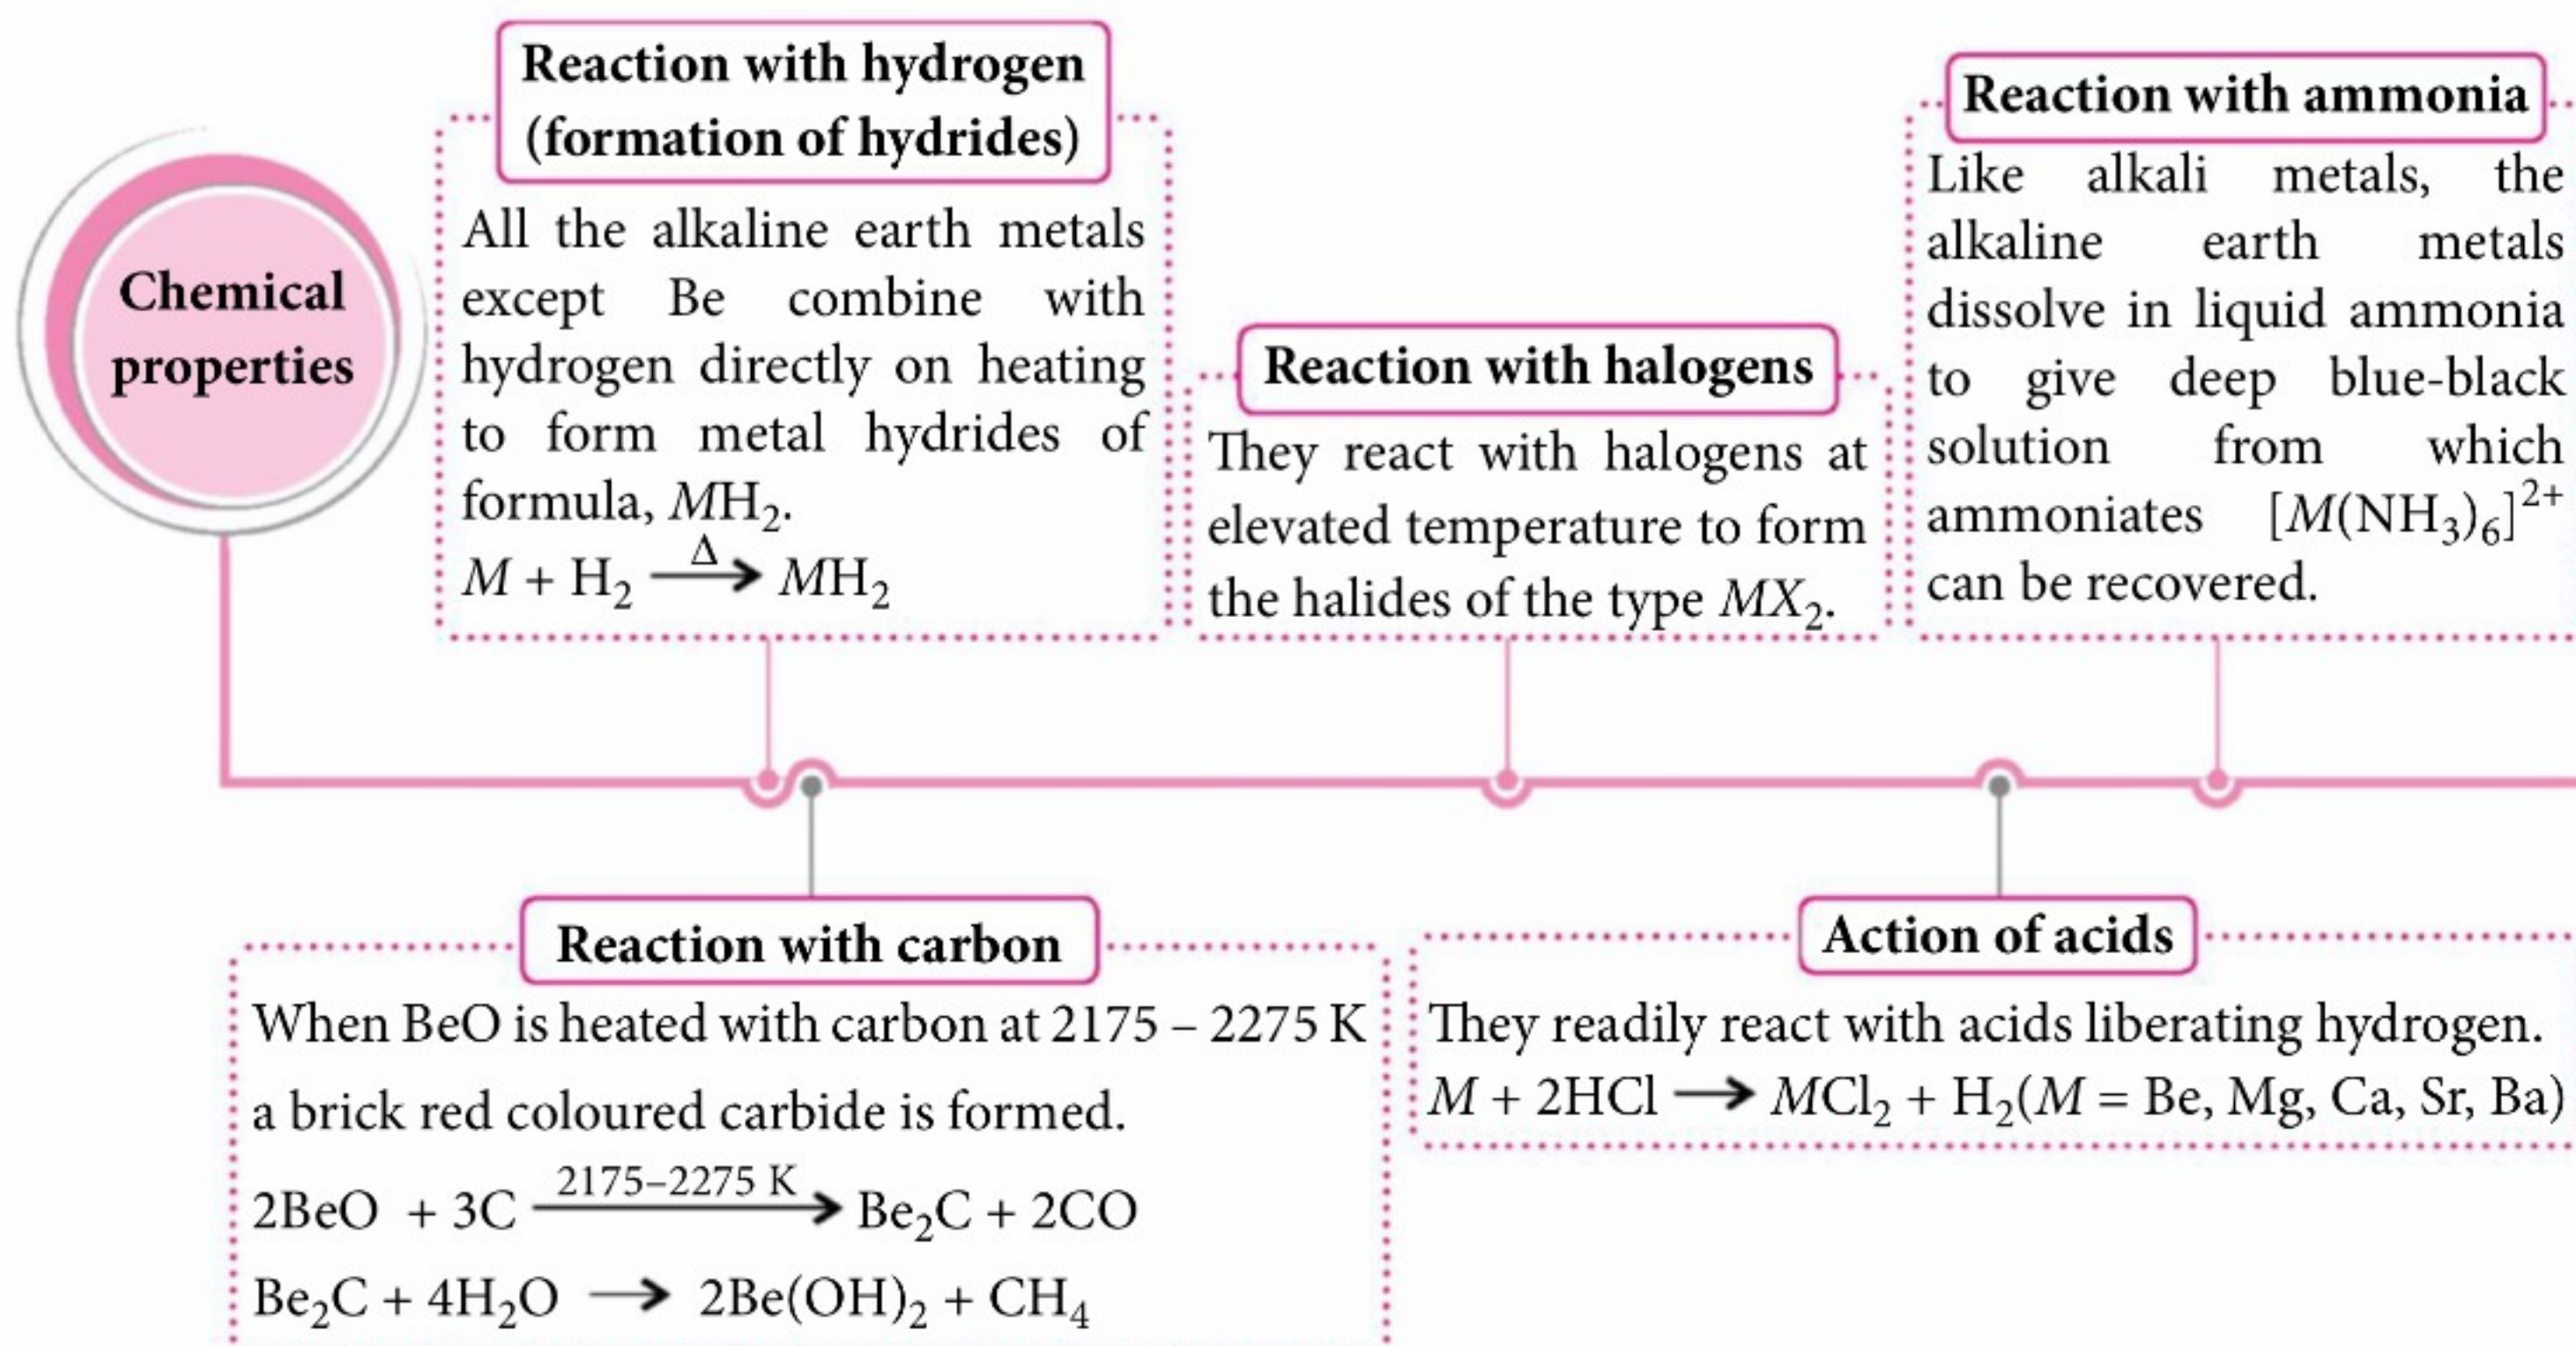 Chemical
properties
Reaction with hydrogen
(formation of hydrides)
All the alkaline earth metals
except Be combine with
hydrogen directly on heating
to form metal hydrides of
formula, MH₂.
M + H₂ —Δ→ MH₂
Reaction with halogens
They react with halogens at
elevated temperature to form
the halides of the type MX₂.
Reaction with ammonia
Like alkali metals, the
alkaline earth metals
dissolve in liquid ammonia
to give deep blue-black
solution from which
ammoniates [M(NH₃)₆]²⁺
can be recovered.
Reaction with carbon
When BeO is heated with carbon at 2175 – 2275 K
a brick red coloured carbide is formed.
2BeO + 3C —2175–2275 K→ Be₂C + 2CO
Be₂C + 4H₂O → 2Be(OH)₂ + CH₄
Action of acids
They readily react with acids liberating hydrogen.
M + 2HCl → MCl₂ + H₂(M = Be, Mg, Ca, Sr, Ba)